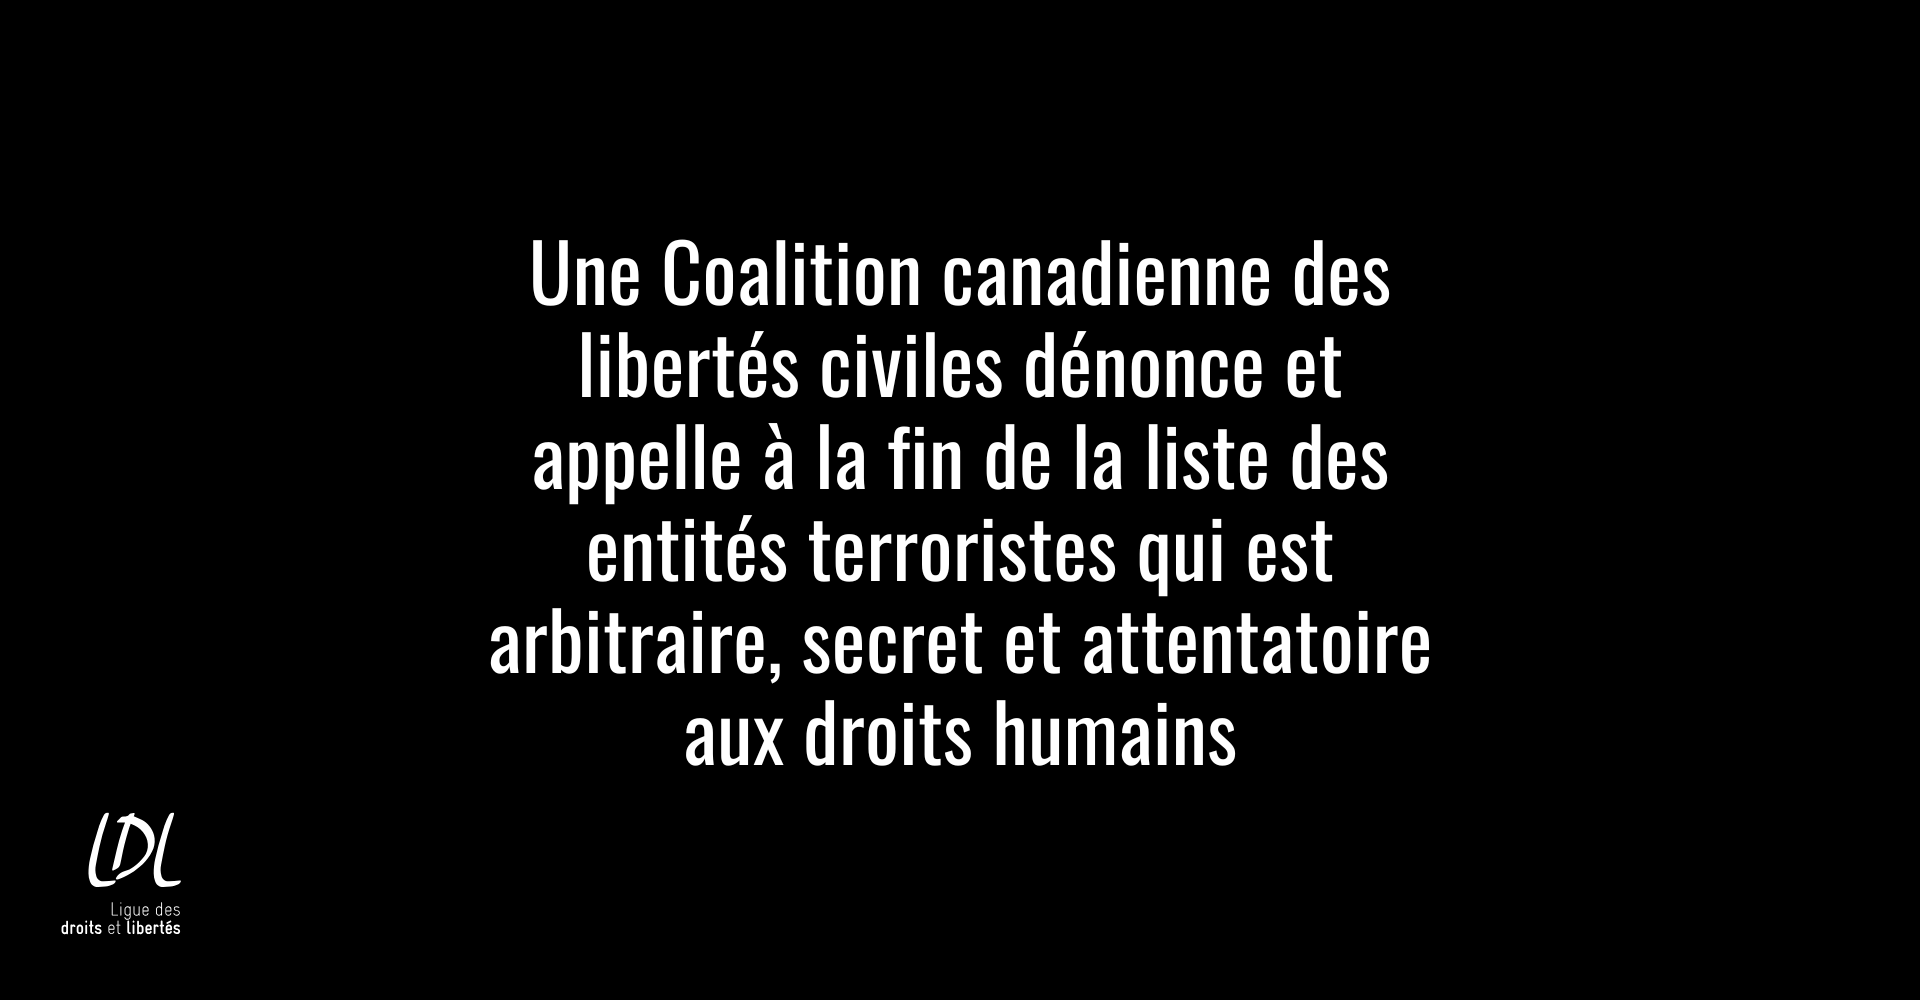 Une Coalition canadienne des
libertés civiles dénonce et
appelle à la fin de la liste des
entités terroristes qui est
arbitraire, secret et attentatoire
aux droits humains
LDL
Ligue des
droits et libertés